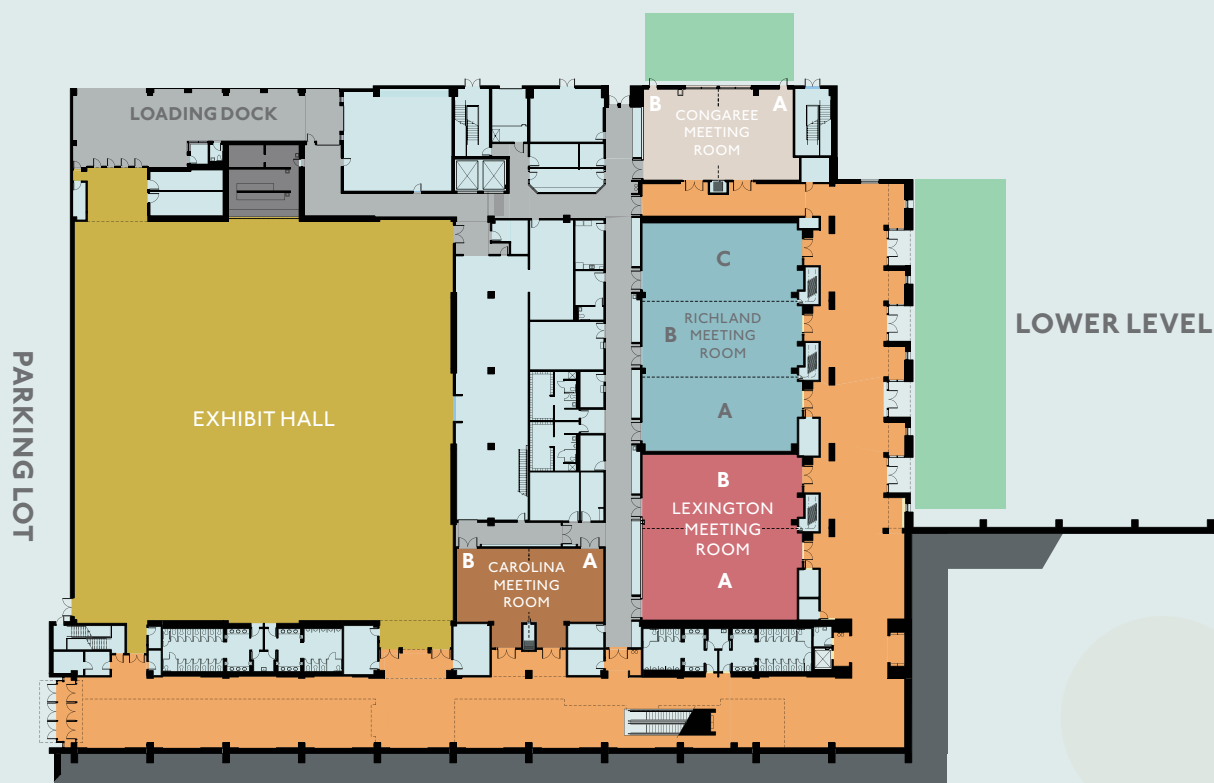 LOADING DOCK
B
A
CONGAREE
MEETING
ROOM
C
RICHLAND
B
MEETING
ROOM
A
LOWER LEVEL
PARKING LOT
EXHIBIT HALL
B
LEXINGTON
MEETING
ROOM
A
B
A
CAROLINA
MEETING
ROOM